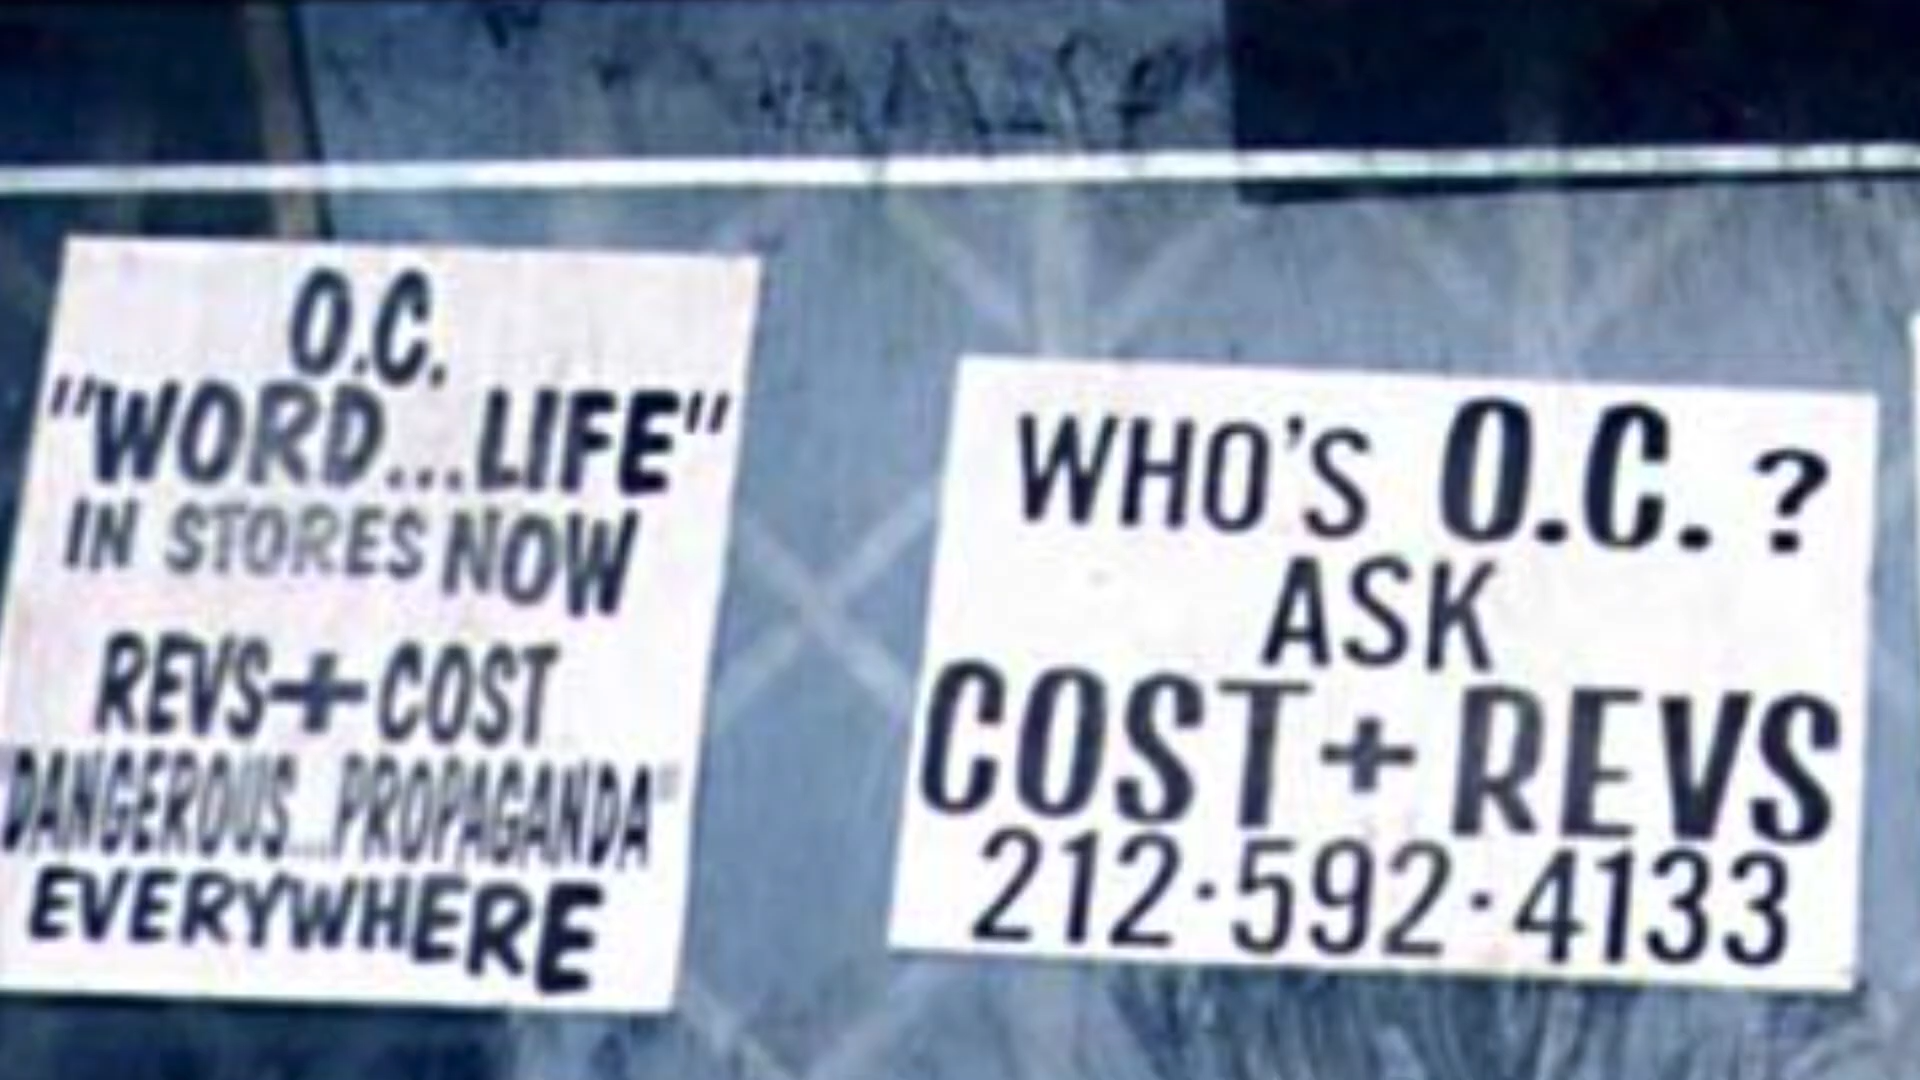 O.C.
"WORD...LIFE"
IN STORES NOW
REVS+COST
"DANGEROUS...PROPAGANDA"
EVERYWHERE
WHO'S O.C.?
ASK
COST+REVS
212·592·4133